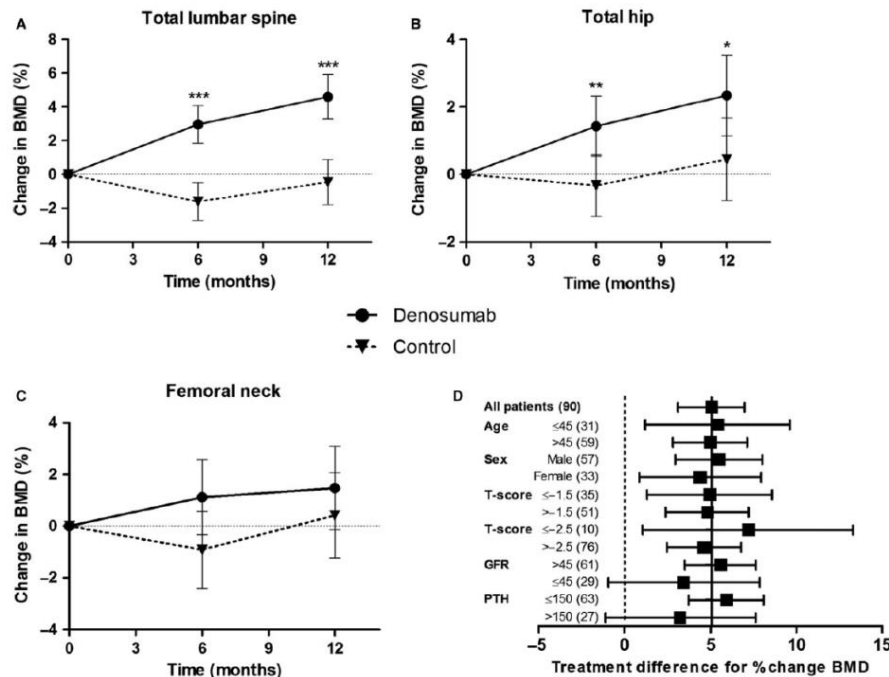 A
Total lumbar spine
Change in BMD (%)
8
6
4
2
0
−2
−4
***
***
0 3 6 9 12
Time (months)
B
Total hip
Change in BMD (%)
4
2
0
−2
**
*
0 3 6 9 12
Time (months)
Denosumab
Control
C
Femoral neck
Change in BMD (%)
4
2
0
−2
−4
0 3 6 9 12
Time (months)
D
All patients (90)
Age ≤45 (31)
>45 (59)
Sex Male (57)
Female (33)
T-score ≤−1.5 (35)
>−1.5 (51)
T-score ≤−2.5 (10)
>−2.5 (76)
GFR >45 (61)
≤45 (29)
PTH ≤150 (63)
>150 (27)
−5 0 5 10 15
Treatment difference for %change BMD